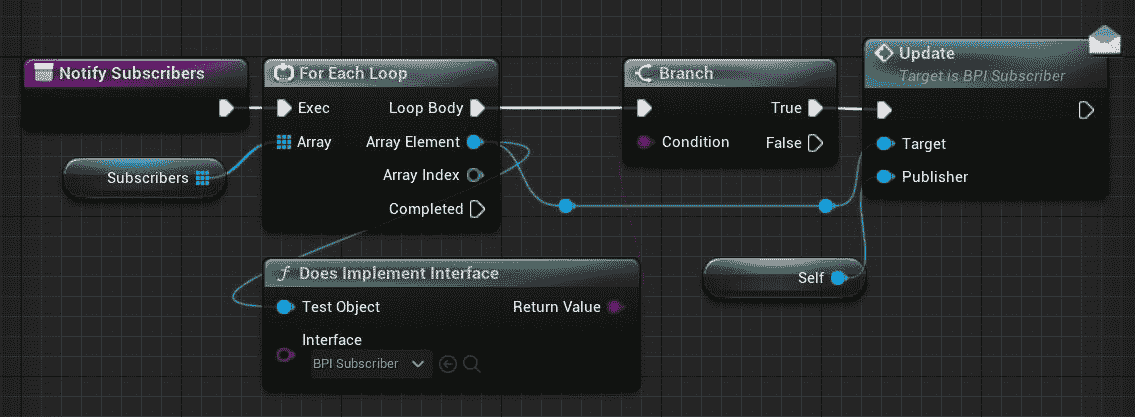 Notify Subscribers
For Each Loop
Exec
Loop Body
Array
Array Element
Array Index
Completed
Subscribers
Branch
True
Condition
False
Update
Target is BPI Subscriber
Target
Publisher
Self
Does Implement Interface
Test Object
Return Value
Interface
BPI Subscriber